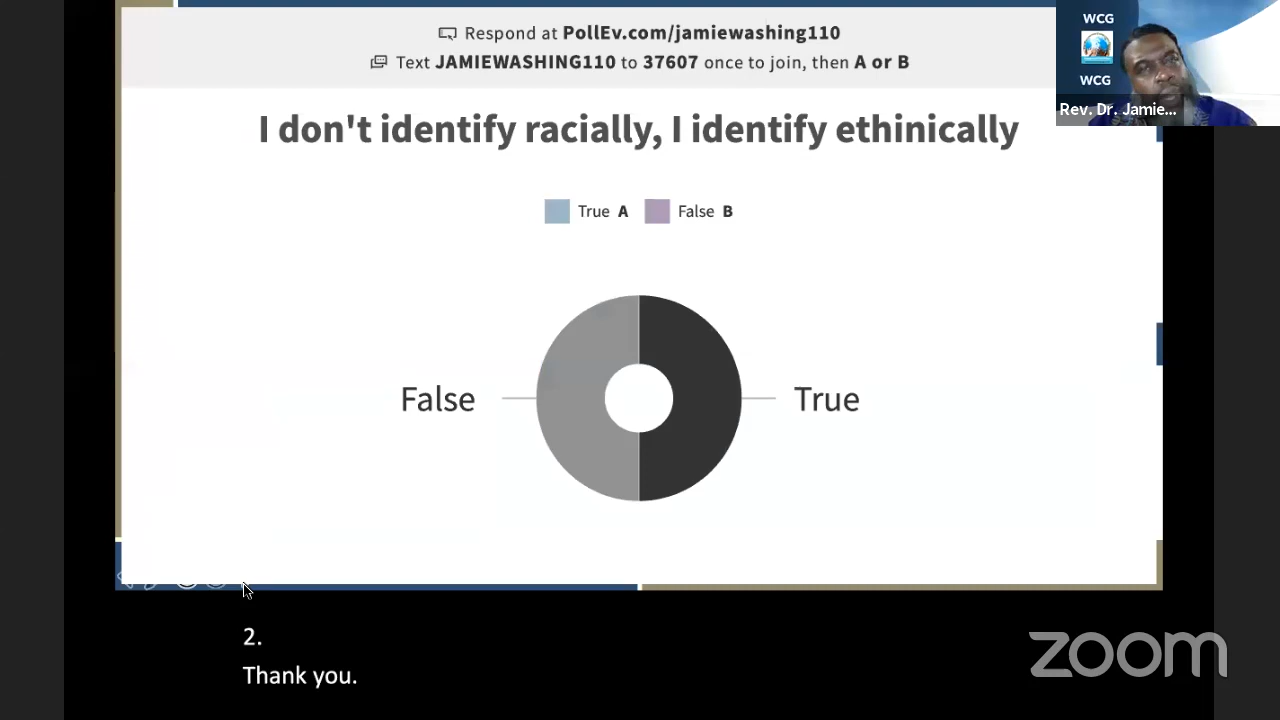 Respond at PollEv.com/jamiewashing110
Text JAMIEWASHING110 to 37607 once to join, then A or B
WCG
WCG
Rev. Dr. Jamie...
I don't identify racially, I identify ethinically
True A False B
False True
2.
Thank you.
zoom